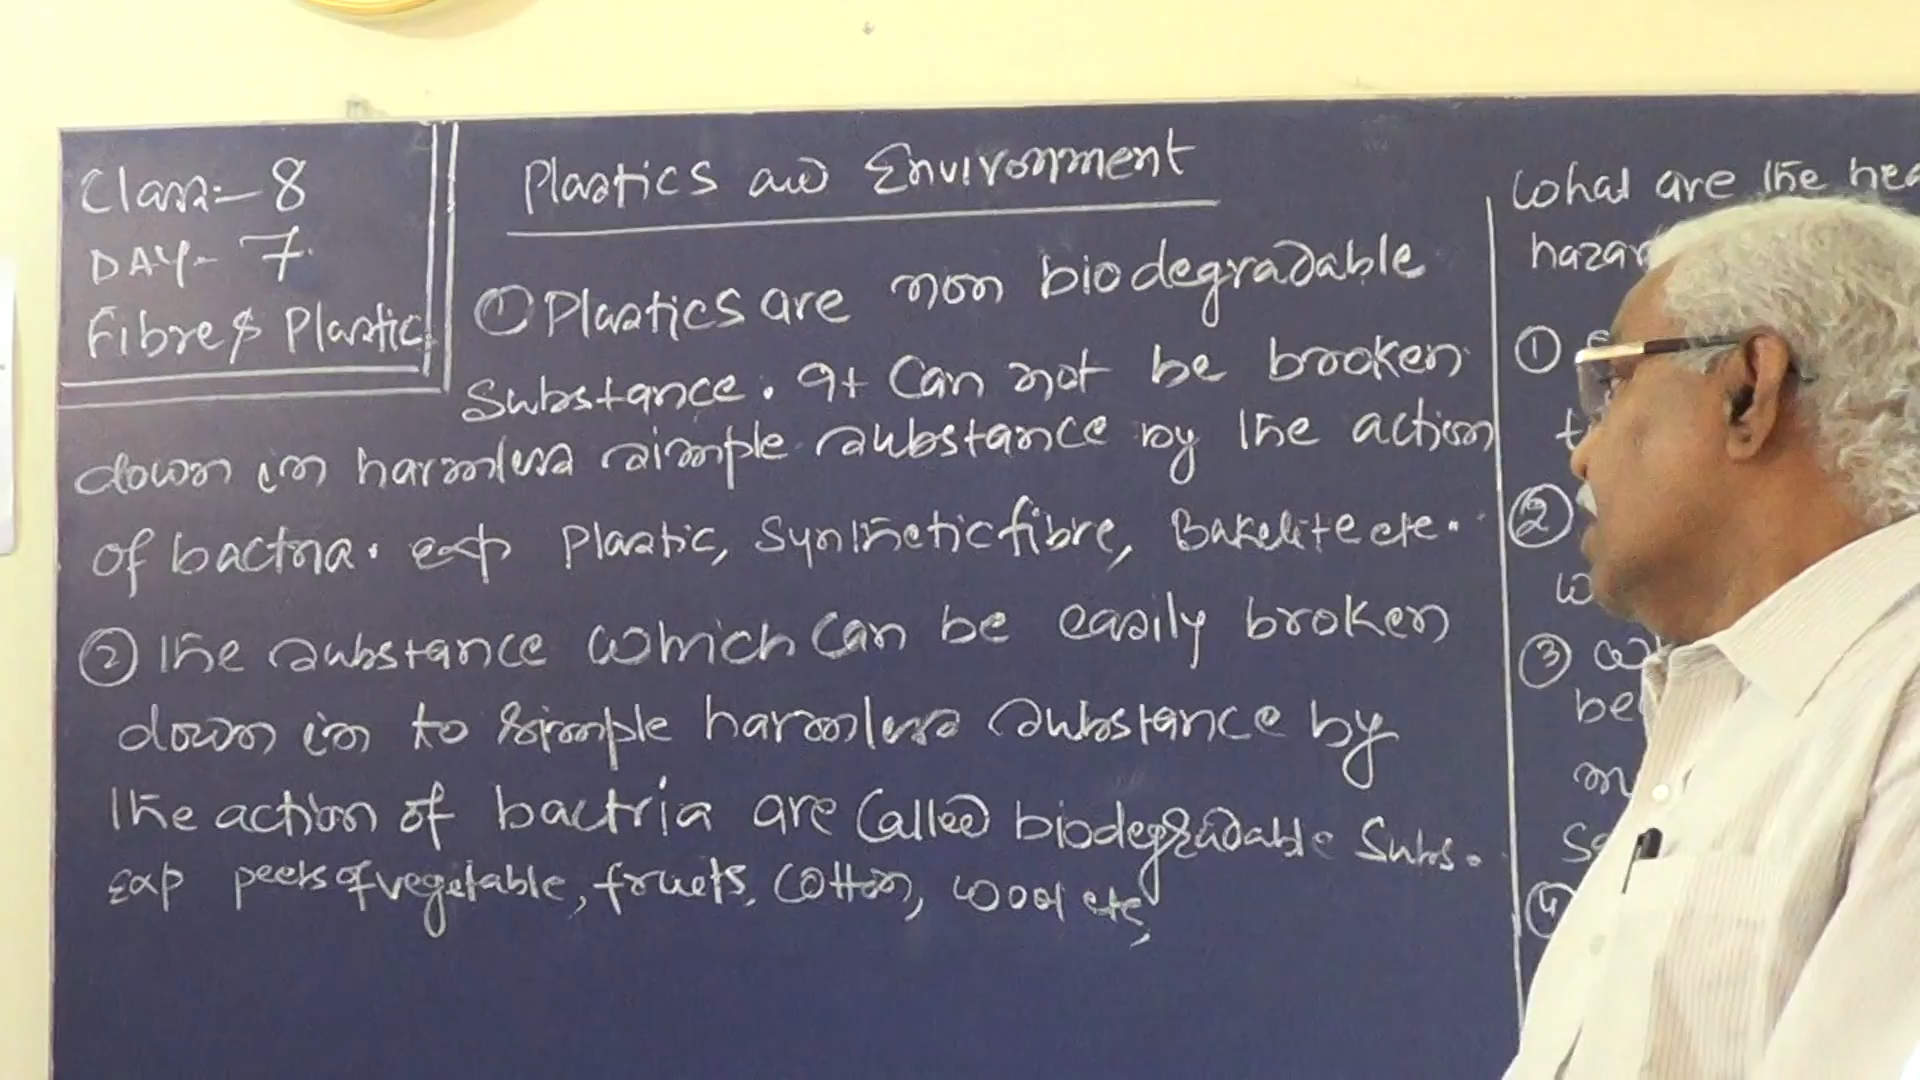 Class:- 8
DAY- 7.
Fibre & Plastic
Plastics and Environment
① Plastics are non biodegradable
Substance. It Can not be broken
down in harmless simple substance by the action
of bactria. exp Plastic, Synthetic fibre, Bakelite etc.
② The substance which can be easily broken
down in to simple harmless substance by
the action of bactria are Called biodegradable Subs.
exp peels of vegetable, fruits, Cotton, wool etc,
What are the
①
②
③
be
④